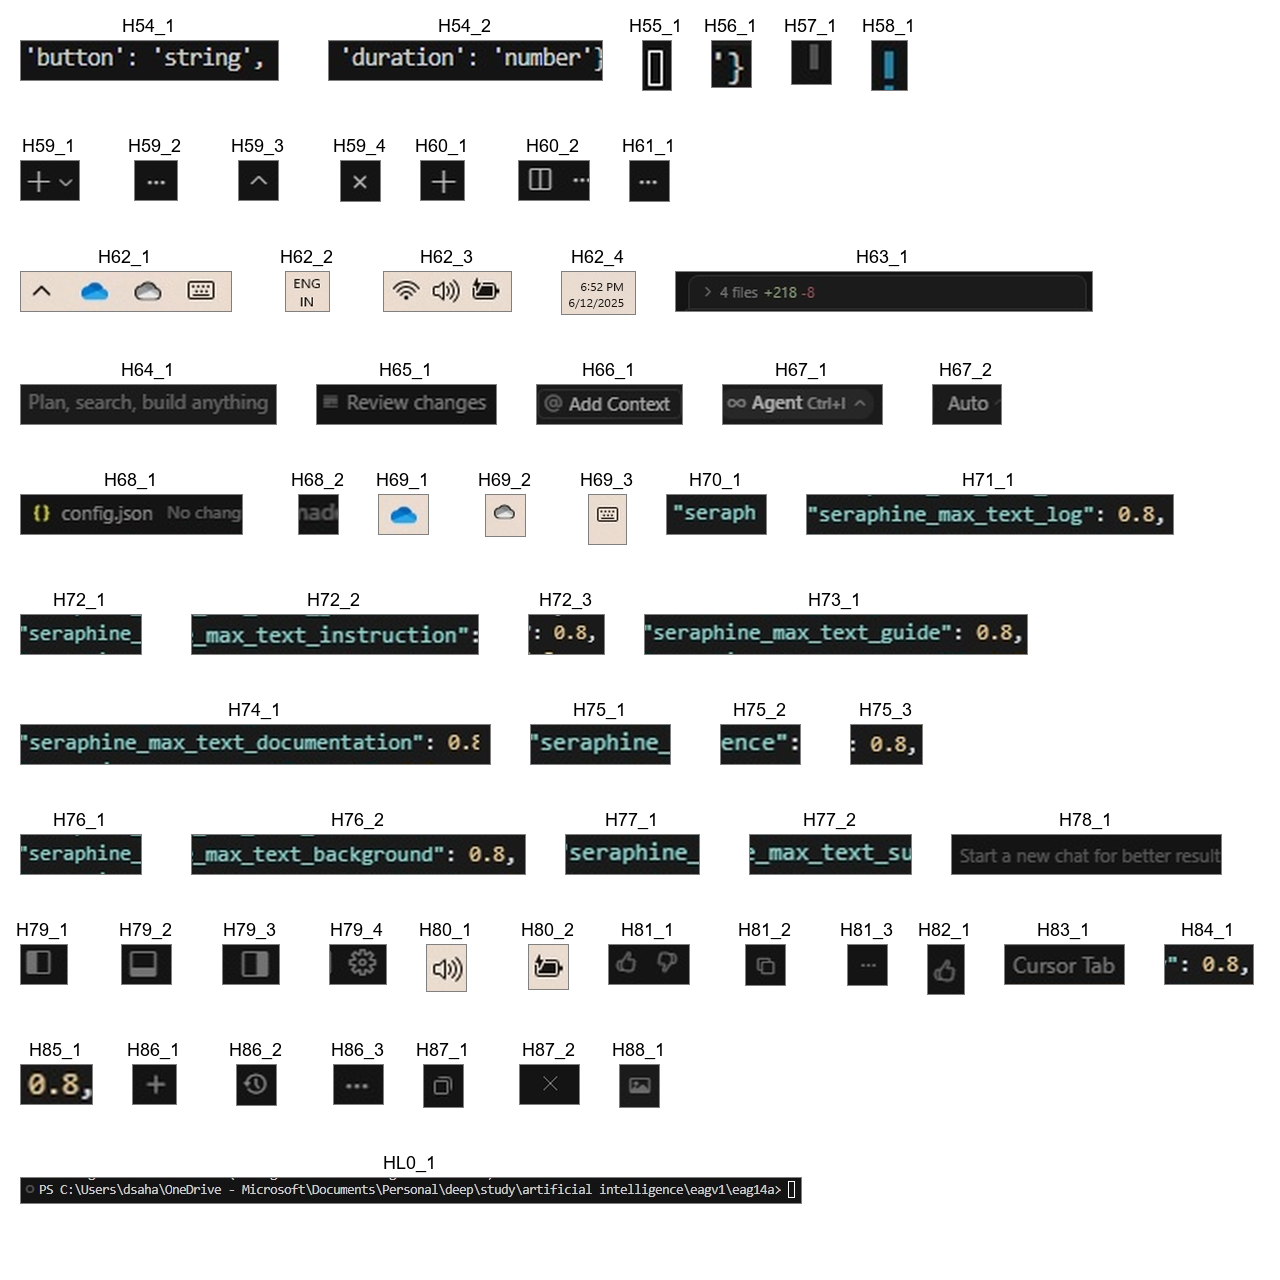 H54_1 H54_2 H55_1 H56_1 H57_1 H58_1
'button': 'string', 'duration': 'number'} '}
H59_1 H59_2 H59_3 H59_4 H60_1 H60_2 H61_1
H62_1 H62_2 H62_3 H62_4 H63_1
ENG
IN
6:52 PM
6/12/2025
4 files +218 -8
H64_1 H65_1 H66_1 H67_1 H67_2
Plan, search, build anything Review changes @ Add Context ∞ Agent Ctrl+I Auto
H68_1 H68_2 H69_1 H69_2 H69_3 H70_1 H71_1
{} config.json No chang "seraph "seraphine_max_text_log": 0.8,
H72_1 H72_2 H72_3 H73_1
"seraphine_ _max_text_instruction": ': 0.8, "seraphine_max_text_guide": 0.8,
H74_1 H75_1 H75_2 H75_3
"seraphine_max_text_documentation": 0.8 "seraphine_ ence": : 0.8,
H76_1 H76_2 H77_1 H77_2 H78_1
"seraphine_ _max_text_background": 0.8, 'seraphine_ e_max_text_su Start a new chat for better result
H79_1 H79_2 H79_3 H79_4 H80_1 H80_2 H81_1 H81_2 H81_3 H82_1 H83_1 H84_1
Cursor Tab ": 0.8,
H85_1 H86_1 H86_2 H86_3 H87_1 H87_2 H88_1
0.8,
HL0_1
PS C:\Users\dsaha\OneDrive - Microsoft\Documents\Personal\deep\study\artificial intelligence\eagv1\eag14a>